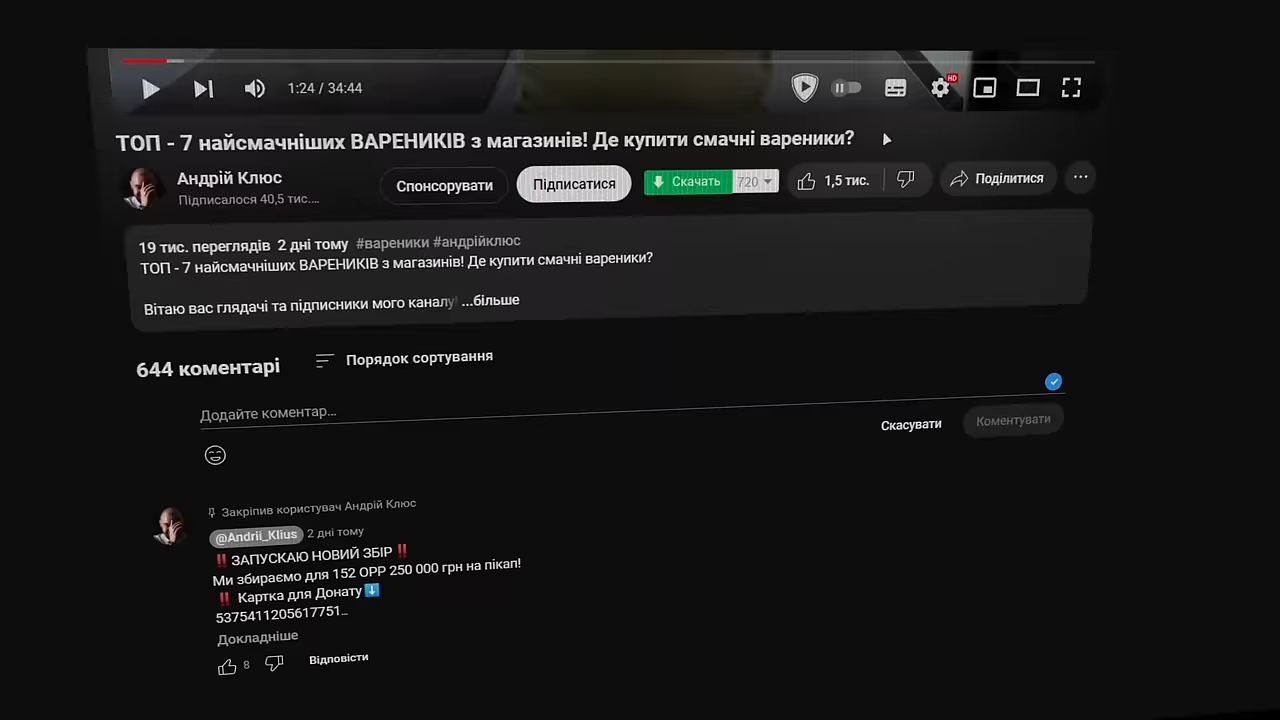 1:24 / 34:44
HD
ТОП - 7 найсмачніших ВАРЕНИКІВ з магазинів! Де купити смачні вареники?
Андрій Клюс
Підписалося 40,5 тис.…
Спонсорувати
Підписатися
Скачать 720
1,5 тис.
Поділитися
19 тис. переглядів 2 дні тому #вареники #андрійклюс
ТОП - 7 найсмачніших ВАРЕНИКІВ з магазинів! Де купити смачні вареники?
Вітаю вас глядачі та підписники мого каналу! ...більше
644 коментарі
Порядок сортування
Додайте коментар…
Скасувати
Коментувати
Закріпив користувач Андрій Клюс
@Andrii_Klius 2 дні тому
‼️ЗАПУСКАЮ НОВИЙ ЗБІР‼️
Ми збираємо для 152 ОРР 250 000 грн на пікап!
‼️ Картка для Донату⬇️
5375411205617751...
Докладніше
8
Відповісти